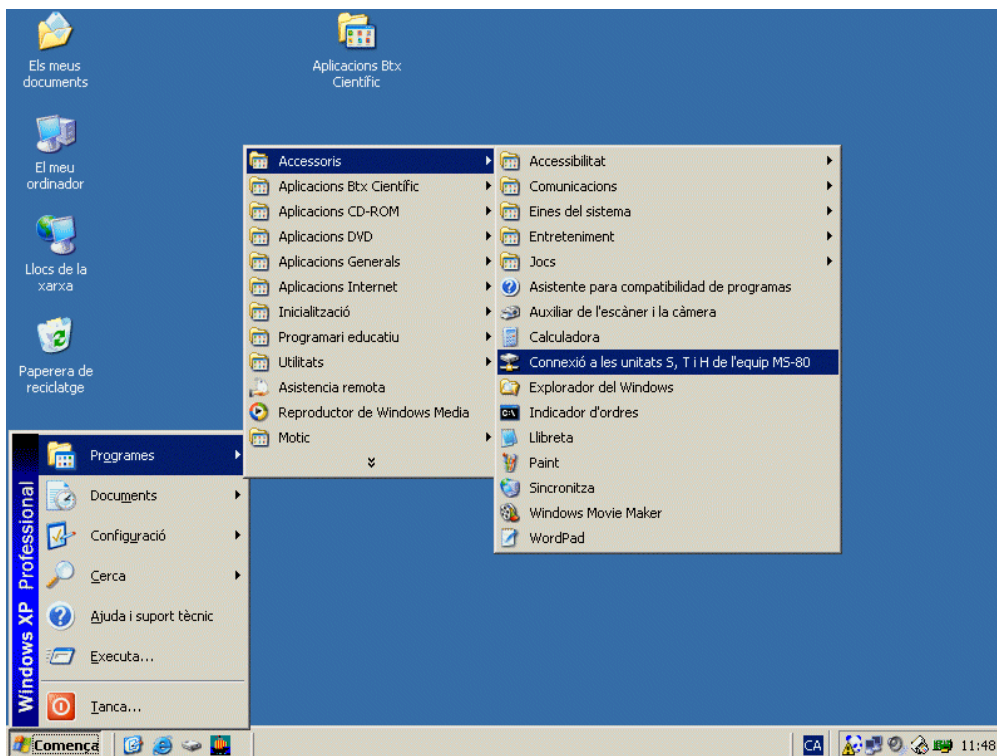 Els meus
documents
Aplicacions Btx
Científic
El meu
ordinador
Llocs de la
xarxa
Paperera de
reciclatge
Windows XP Professional
Programes
Documents
Configuració
Cerca
Ajuda i suport tècnic
Executa...
Tanca...
Accessoris
Aplicacions Btx Científic
Aplicacions CD-ROM
Aplicacions DVD
Aplicacions Generals
Aplicacions Internet
Inicialització
Programari educatiu
Utilitats
Asistencia remota
Reproductor de Windows Media
Motic
Accessibilitat
Comunicacions
Eines del sistema
Entreteniment
Jocs
Asistente para compatibilidad de programas
Auxiliar de l'escàner i la càmera
Calculadora
Connexió a les unitats S, T i H de l'equip MS-80
Explorador del Windows
Indicador d'ordres
Llibreta
Paint
Sincronitza
Windows Movie Maker
WordPad
Comença
CA
11:48